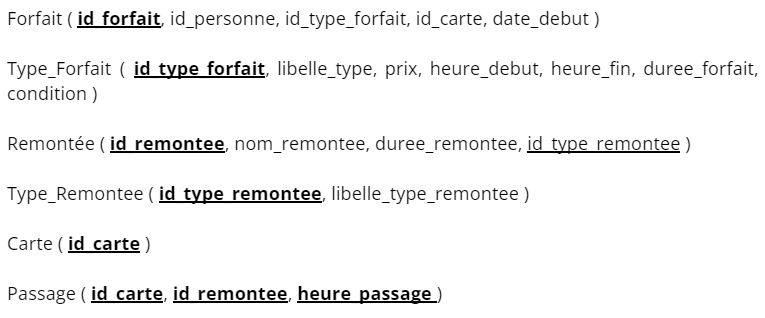 Forfait ( id_forfait, id_personne, id_type_forfait, id_carte, date_debut )
Type_Forfait ( id_type_forfait, libelle_type, prix, heure_debut, heure_fin, duree_forfait,
condition )
Remontée ( id_remontee, nom_remontee, duree_remontee, id_type_remontee )
Type_Remontee ( id_type_remontee, libelle_type_remontee )
Carte ( id_carte )
Passage ( id_carte, id_remontee, heure_passage )